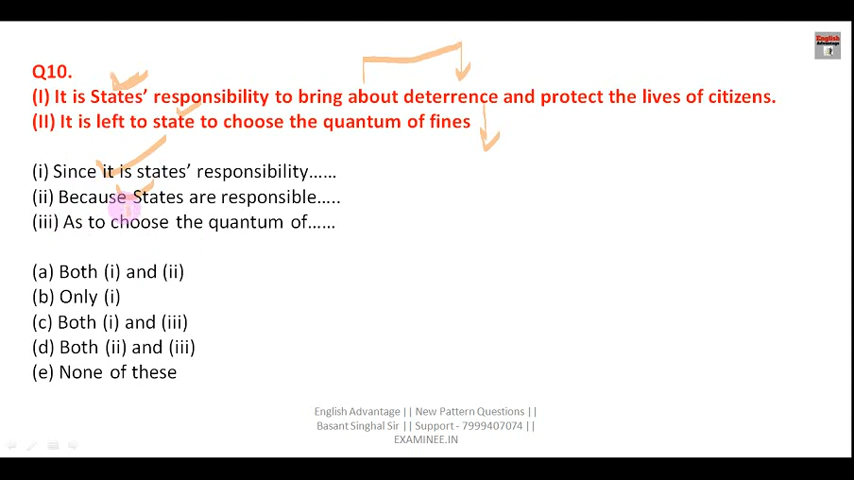 English
Advantage
Q10.
(I) It is States’ responsibility to bring about deterrence and protect the lives of citizens.
(II) It is left to state to choose the quantum of fines
(i) Since it is states’ responsibility......
(ii) Because States are responsible.....
(iii) As to choose the quantum of......
(a) Both (i) and (ii)
(b) Only (i)
(c) Both (i) and (iii)
(d) Both (ii) and (iii)
(e) None of these
English Advantage || New Pattern Questions ||
Basant Singhal Sir || Support - 7999407074 ||
EXAMINEE.IN